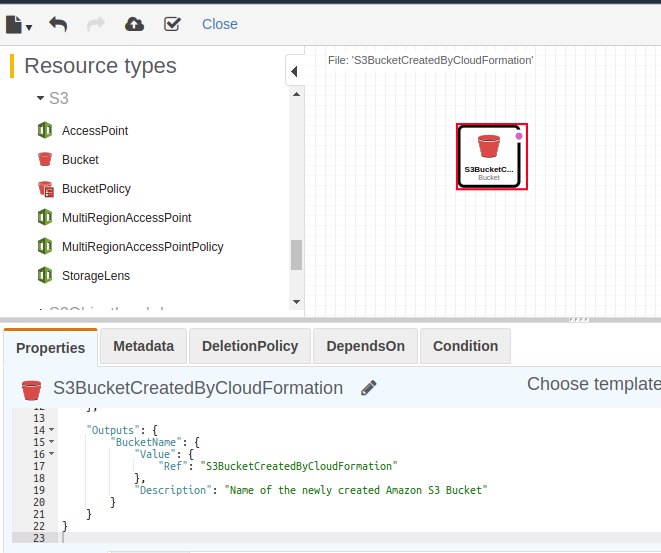 Close
Resource types
S3
AccessPoint
Bucket
BucketPolicy
MultiRegionAccessPoint
MultiRegionAccessPointPolicy
StorageLens
File: 'S3BucketCreatedByCloudFormation'
S3BucketC...
Bucket
Properties
Metadata
DeletionPolicy
DependsOn
Condition
S3BucketCreatedByCloudFormation
Choose template
12 },
13
14 "Outputs": {
15 "BucketName": {
16 "Value": {
17 "Ref": "S3BucketCreatedByCloudFormation"
18 },
19 "Description": "Name of the newly created Amazon S3 Bucket"
20 }
21 }
22 }
23